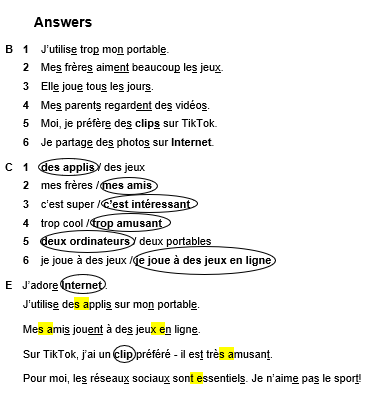 Answers
B 1 J'utilise trop mon portable.
2 Mes frères aiment beaucoup les jeux.
3 Elle joue tous les jours.
4 Mes parents regardent des vidéos.
5 Moi, je préfère des clips sur TikTok.
6 Je partage des photos sur Internet.
C 1 des applis / des jeux
2 mes frères / mes amis
3 c'est super / c'est intéressant
4 trop cool / trop amusant
5 deux ordinateurs / deux portables
6 je joue à des jeux / je joue à des jeux en ligne
E J'adore Internet.
J'utilise des applis sur mon portable.
Mes amis jouent à des jeux en ligne.
Sur TikTok, j'ai un clip préféré - il est très amusant.
Pour moi, les réseaux sociaux sont essentiels. Je n'aime pas le sport!